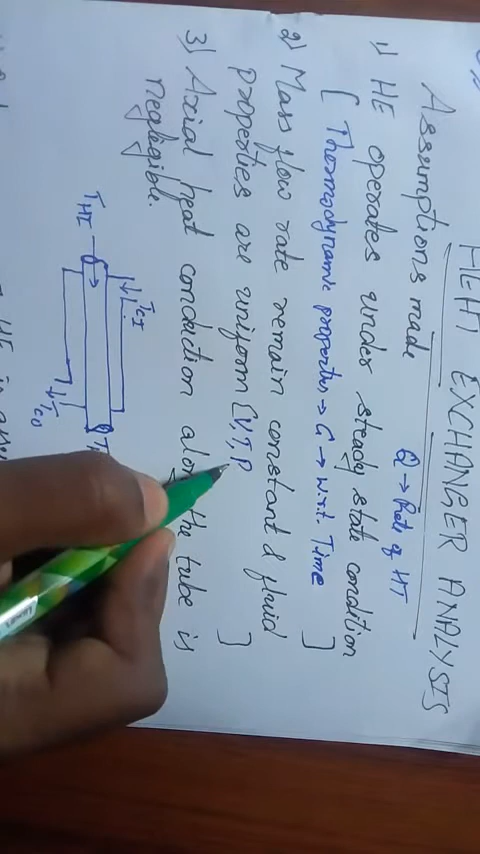 HEAT EXCHANGER ANALYSIS
Assumptions made Q → Rate of HT
1) HE operates under steady state condition
[Thermodynamic properties → C → w.r.t. Time]
2) Mass flow rate remain constant & fluid
properties are uniform [V,T,P ]
3) Axial heat conduction along the tube is
negligible.
TCI
THI
TCO
HE is